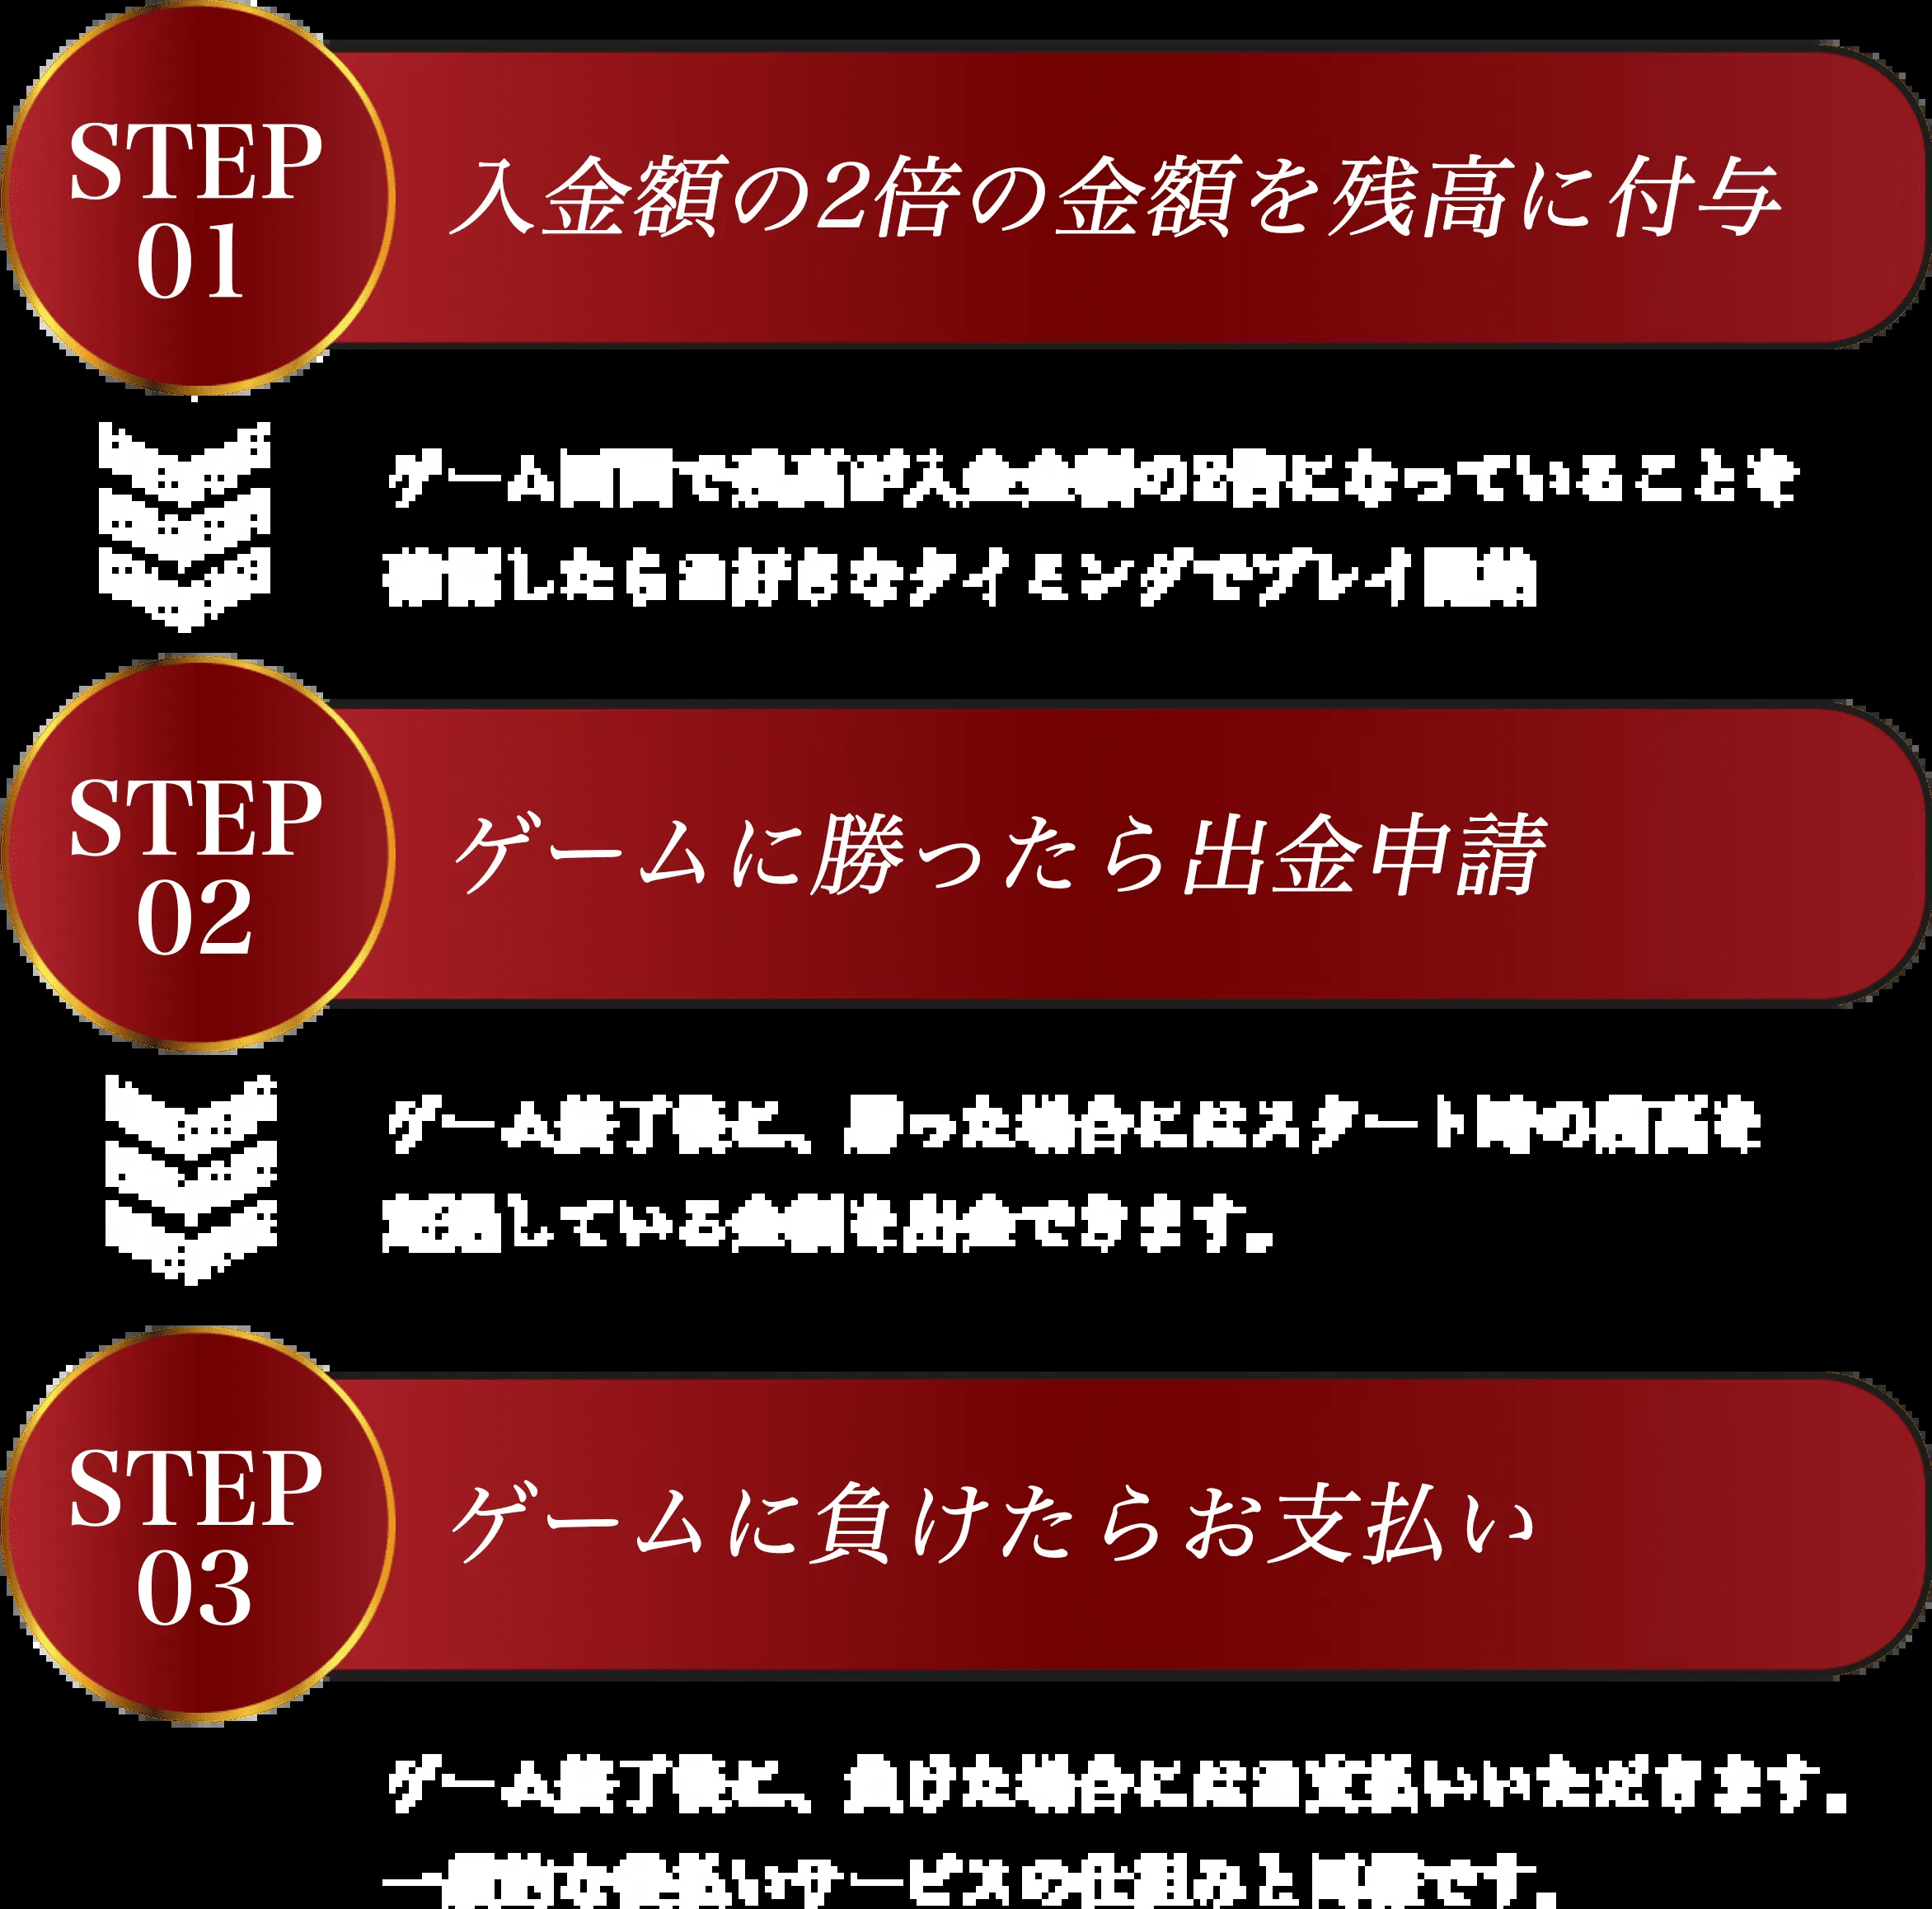 STEP
01
入金額の2倍の金額を残高に付与
ゲーム画面で残高が入金金額の2倍になっていることを
確認したらお好きなタイミングでプレイ開始
STEP
02
ゲームに勝ったら出金申請
ゲーム終了後に、勝った場合にはスタート時の残高を
超過している金額を出金できます。
STEP
03
ゲームに負けたらお支払い
ゲーム終了後に、負けた場合にはお支払いいただきます。
一般的な後払いサービスの仕組みと同様です。